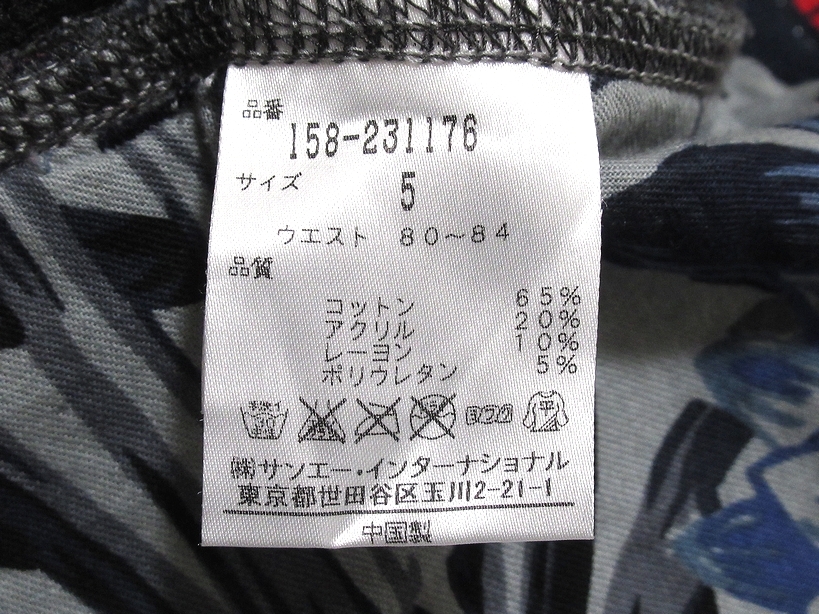 品番
158-231176
サイズ 5
ウエスト 80~84
品質
コットン 65%
アクリル 20%
レーヨン 10%
ポリウレタン 5%
平
㈱サンエー・インターナショナル
東京都世田谷区玉川2-21-1
中国製